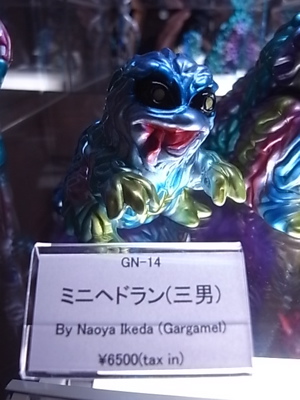 GN-14
ミニヘドラン(三男)
By Naoya Ikeda (Gargamel)
¥6500(tax in)